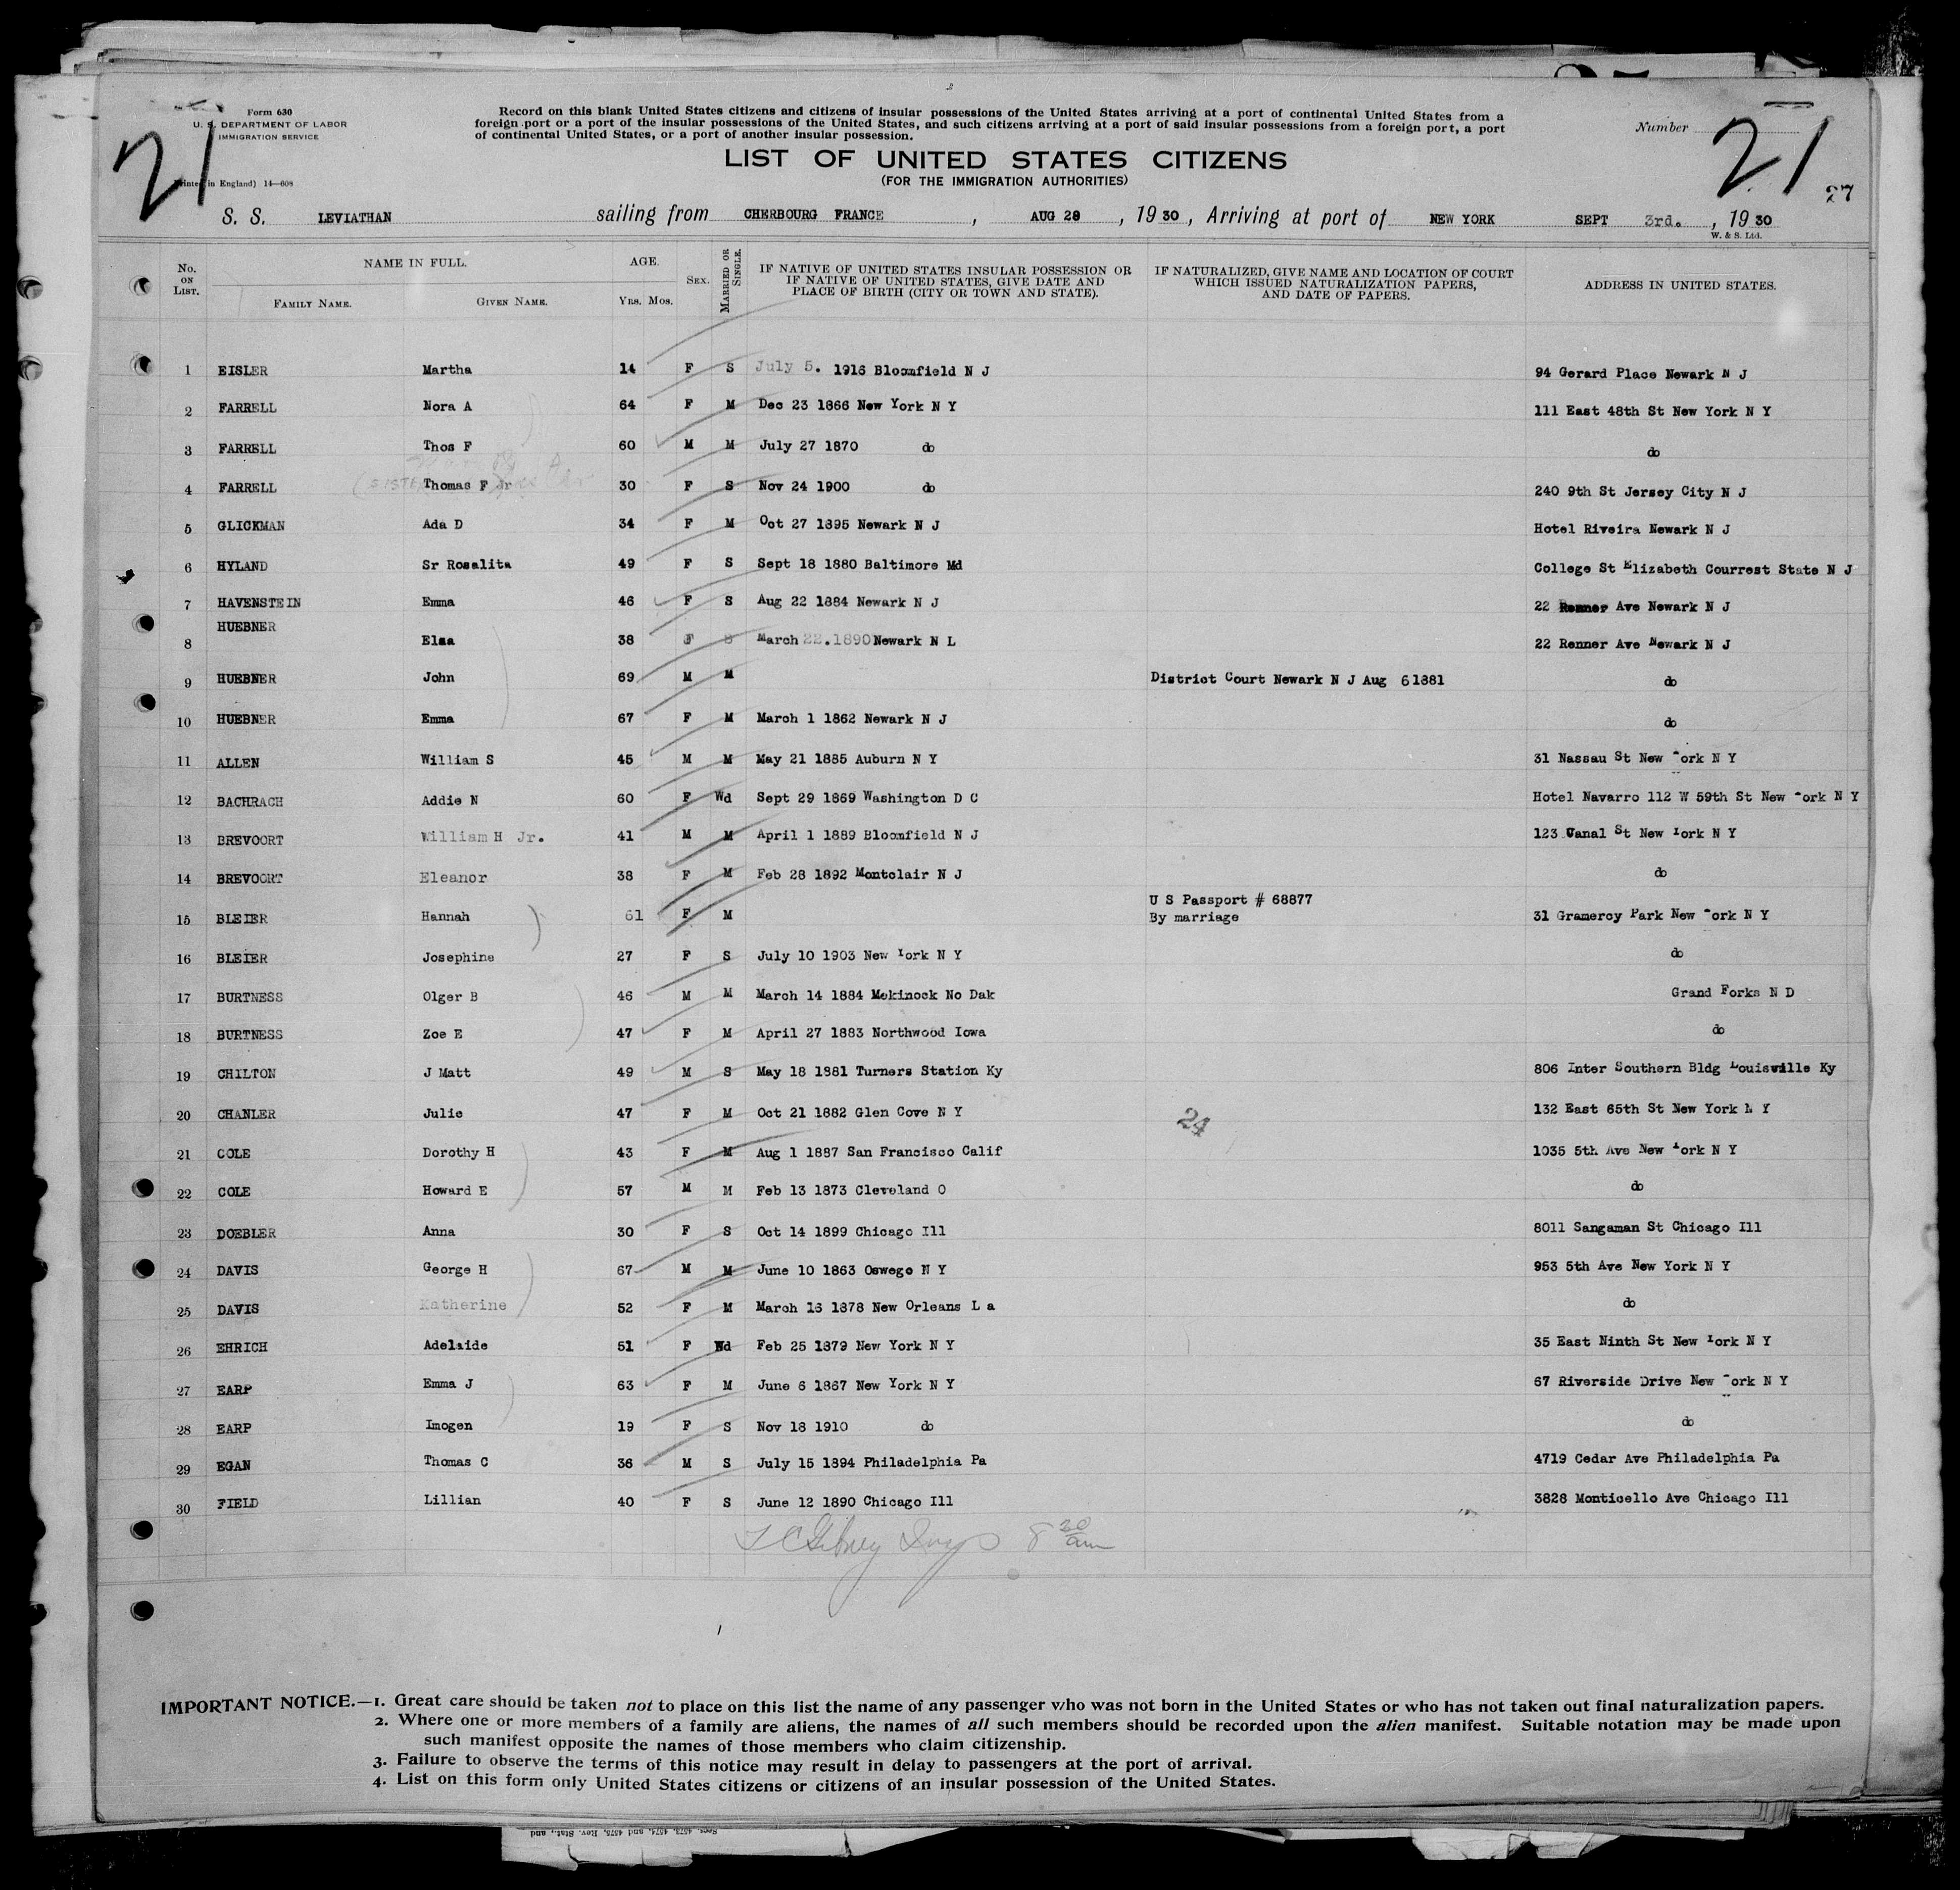 Form 630
U. S. DEPARTMENT OF LABOR
IMMIGRATION SERVICE
(Printed in England) 14—608
21
Record on this blank United States citizens and citizens of insular possessions of the United States arriving at a port of continental United States from a
foreign port or a port of the insular possessions of the United States, and such citizens arriving at a port of said insular possessions from a foreign port, a port
of continental United States, or a port of another insular possession.
Number
21
27
LIST OF UNITED STATES CITIZENS
(FOR THE IMMIGRATION AUTHORITIES)
S. S. LEVIATHAN sailing from CHERBOURG FRANCE , AUG 28 , 1930 , Arriving at port of NEW YORK SEPT 3rd. , 1930
W. & S. Ltd.
No. ON LIST. NAME IN FULL. FAMILY NAME. GIVEN NAME. AGE. YRS. MOS. SEX. MARRIED OR SINGLE. IF NATIVE OF UNITED STATES INSULAR POSSESSION OR IF NATIVE OF UNITED STATES, GIVE DATE AND PLACE OF BIRTH (CITY OR TOWN AND STATE). IF NATURALIZED, GIVE NAME AND LOCATION OF COURT WHICH ISSUED NATURALIZATION PAPERS, AND DATE OF PAPERS. ADDRESS IN UNITED STATES.
1 EISLER Martha 14 F S July 5. 1916 Bloomfield N J 94 Gerard Place Newark N J
2 FARRELL Nora A 64 F M Dec 23 1866 New York N Y 111 East 48th St New York N Y
3 FARRELL Thos F 60 M M July 27 1870 do do
4 FARRELL (SISTER Thomas F Jr 30 F S Nov 24 1900 do 240 9th St Jersey City N J
5 GLICKMAN Ada D 34 F M Oct 27 1895 Newark N J Hotel Riveira Newark N J
6 HYLAND Sr Rosalita 49 F S Sept 18 1880 Baltimore Md College St Elizabeth Courrest State N J
7 HAVENSTEIN Emma 46 F S Aug 22 1884 Newark N J 22 Renner Ave Newark N J
8 HUEBNER Elsa 38 F S March 22.1890 Newark N L 22 Renner Ave Newark N J
9 HUEBNER John 69 M M District Court Newark N J Aug 6 1881 do
10 HUEBNER Emma 67 F M March 1 1862 Newark N J do
11 ALLEN William S 45 M M May 21 1885 Auburn N Y 31 Nassau St New York N Y
12 BACHRACH Addie N 60 F Wd Sept 29 1869 Washington D C Hotel Navarro 112 W 59th St New York N Y
13 BREVOORT William H Jr. 41 M M April 1 1889 Bloomfield N J 123 Canal St New York N Y
14 BREVOORT Eleanor 38 F M Feb 28 1892 Montclair N J do
15 BLEIER Hannah 61 F M U S Passport # 68877 By marriage 31 Gramercy Park New York N Y
16 BLEIER Josephine 27 F S July 10 1903 New York N Y do
17 BURTNESS Olger B 46 M M March 14 1884 Mekinock No Dak Grand Forks N D
18 BURTNESS Zoe E 47 F M April 27 1883 Northwood Iowa do
19 CHILTON J Matt 49 M S May 18 1881 Turners Station Ky 806 Inter Southern Bldg Louisville Ky
20 CHANLER Julie 47 F M Oct 21 1882 Glen Cove N Y 24 132 East 65th St New York N Y
21 COLE Dorothy H 43 F M Aug 1 1887 San Francisco Calif 1035 5th Ave New York N Y
22 COLE Howard E 57 M M Feb 13 1873 Cleveland O do
23 DOEBLER Anna 30 F S Oct 14 1899 Chicago Ill 8011 Sangaman St Chicago Ill
24 DAVIS George H 67 M M June 10 1863 Oswego N Y 953 5th Ave New York N Y
25 DAVIS Katherine 52 F M March 16 1878 New Orleans L a do
26 EHRICH Adelaide 51 F Wd Feb 25 1879 New York N Y 35 East Ninth St New York N Y
27 EARP Emma J 63 F M June 6 1867 New York N Y 67 Riverside Drive New York N Y
28 EARP Imogen 19 F S Nov 18 1910 do do
29 EGAN Thomas C 36 M S July 15 1894 Philadelphia Pa 4719 Cedar Ave Philadelphia Pa
30 FIELD Lillian 40 F S June 12 1890 Chicago Ill 3828 Monticello Ave Chicago Ill
8 30 am
IMPORTANT NOTICE.—1. Great care should be taken not to place on this list the name of any passenger who was not born in the United States or who has not taken out final naturalization papers.
2. Where one or more members of a family are aliens, the names of all such members should be recorded upon the alien manifest. Suitable notation may be made upon
such manifest opposite the names of those members who claim citizenship.
3. Failure to observe the terms of this notice may result in delay to passengers at the port of arrival.
4. List on this form only United States citizens or citizens of an insular possession of the United States.
Secs. 4573, 4574, and 4575, Rev. Stat., and